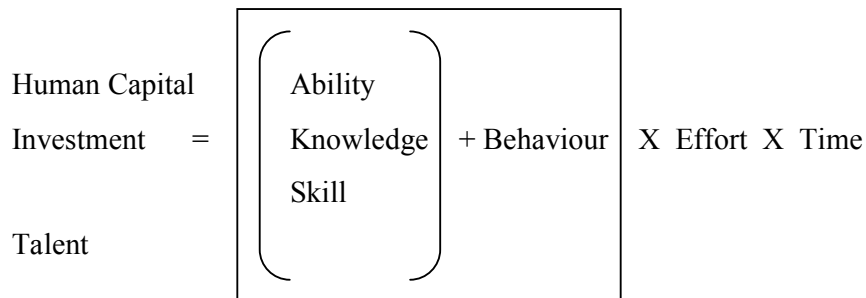 Human Capital Ability
Investment = Knowledge + Behaviour X Effort X Time
Skill
Talent